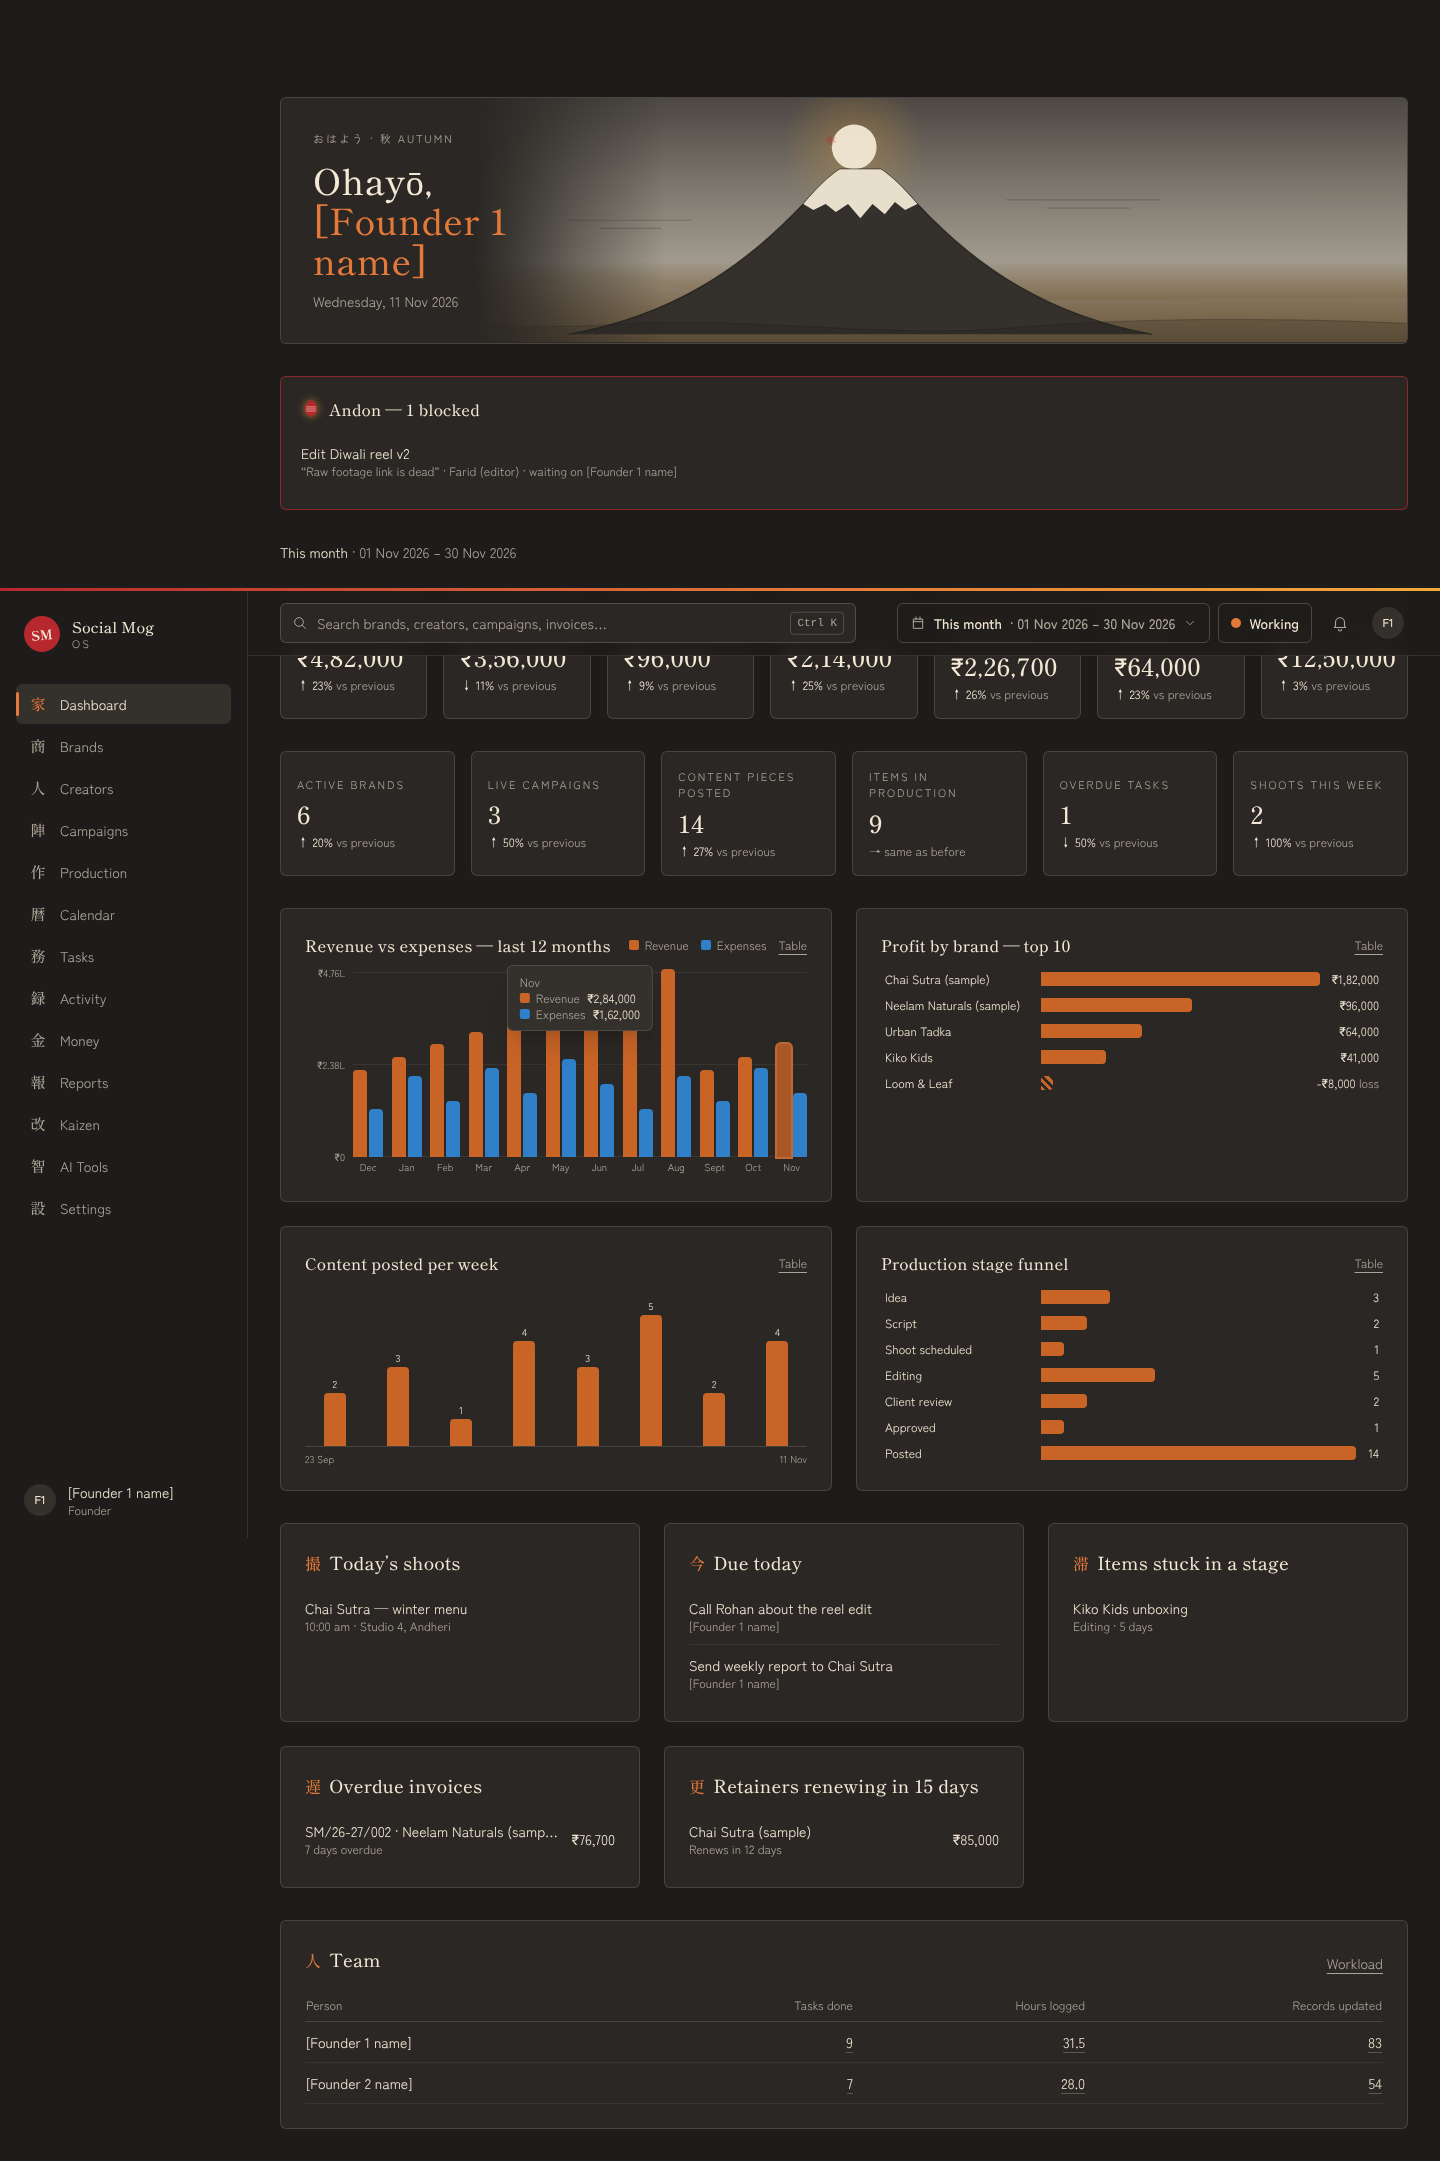 おはよう · 秋 AUTUMN
Ohayō,
[Founder 1
name]
Wednesday, 11 Nov 2026
Andon — 1 blocked
Edit Diwali reel v2
“Raw footage link is dead” · Farid (editor) · waiting on [Founder 1 name]
This month · 01 Nov 2026 – 30 Nov 2026
SM
Social Mog
OS
Search brands, creators, campaigns, invoices…
Ctrl K
This month · 01 Nov 2026 – 30 Nov 2026
Working
F1
家 Dashboard
商 Brands
人 Creators
陣 Campaigns
作 Production
暦 Calendar
務 Tasks
録 Activity
金 Money
報 Reports
改 Kaizen
智 AI Tools
設 Settings
F1
[Founder 1 name]
Founder
₹4,82,000
↑ 23% vs previous
₹3,56,000
↓ 11% vs previous
₹96,000
↑ 9% vs previous
₹2,14,000
↑ 25% vs previous
₹2,26,700
↑ 26% vs previous
₹64,000
↑ 23% vs previous
₹12,50,000
↑ 3% vs previous
ACTIVE BRANDS
6
↑ 20% vs previous
LIVE CAMPAIGNS
3
↑ 50% vs previous
CONTENT PIECES
POSTED
14
↑ 27% vs previous
ITEMS IN
PRODUCTION
9
→ same as before
OVERDUE TASKS
1
↓ 50% vs previous
SHOOTS THIS WEEK
2
↑ 100% vs previous
Revenue vs expenses — last 12 months
Revenue
Expenses
Table
₹4.76L
₹2.38L
₹0
Nov
Revenue ₹2,84,000
Expenses ₹1,62,000
Dec Jan Feb Mar Apr May Jun Jul Aug Sept Oct Nov
Profit by brand — top 10
Table
Chai Sutra (sample) ₹1,82,000
Neelam Naturals (sample) ₹96,000
Urban Tadka ₹64,000
Kiko Kids ₹41,000
Loom & Leaf -₹8,000 loss
Content posted per week
Table
2 3 1 4 3 5 2 4
23 Sep 11 Nov
Production stage funnel
Table
Idea 3
Script 2
Shoot scheduled 1
Editing 5
Client review 2
Approved 1
Posted 14
撮 Today’s shoots
Chai Sutra — winter menu
10:00 am · Studio 4, Andheri
今 Due today
Call Rohan about the reel edit
[Founder 1 name]
Send weekly report to Chai Sutra
[Founder 1 name]
滞 Items stuck in a stage
Kiko Kids unboxing
Editing · 5 days
遅 Overdue invoices
SM/26-27/002 · Neelam Naturals (samp… ₹76,700
7 days overdue
更 Retainers renewing in 15 days
Chai Sutra (sample) ₹85,000
Renews in 12 days
人 Team
Workload
Person Tasks done Hours logged Records updated
[Founder 1 name] 9 31.5 83
[Founder 2 name] 7 28.0 54